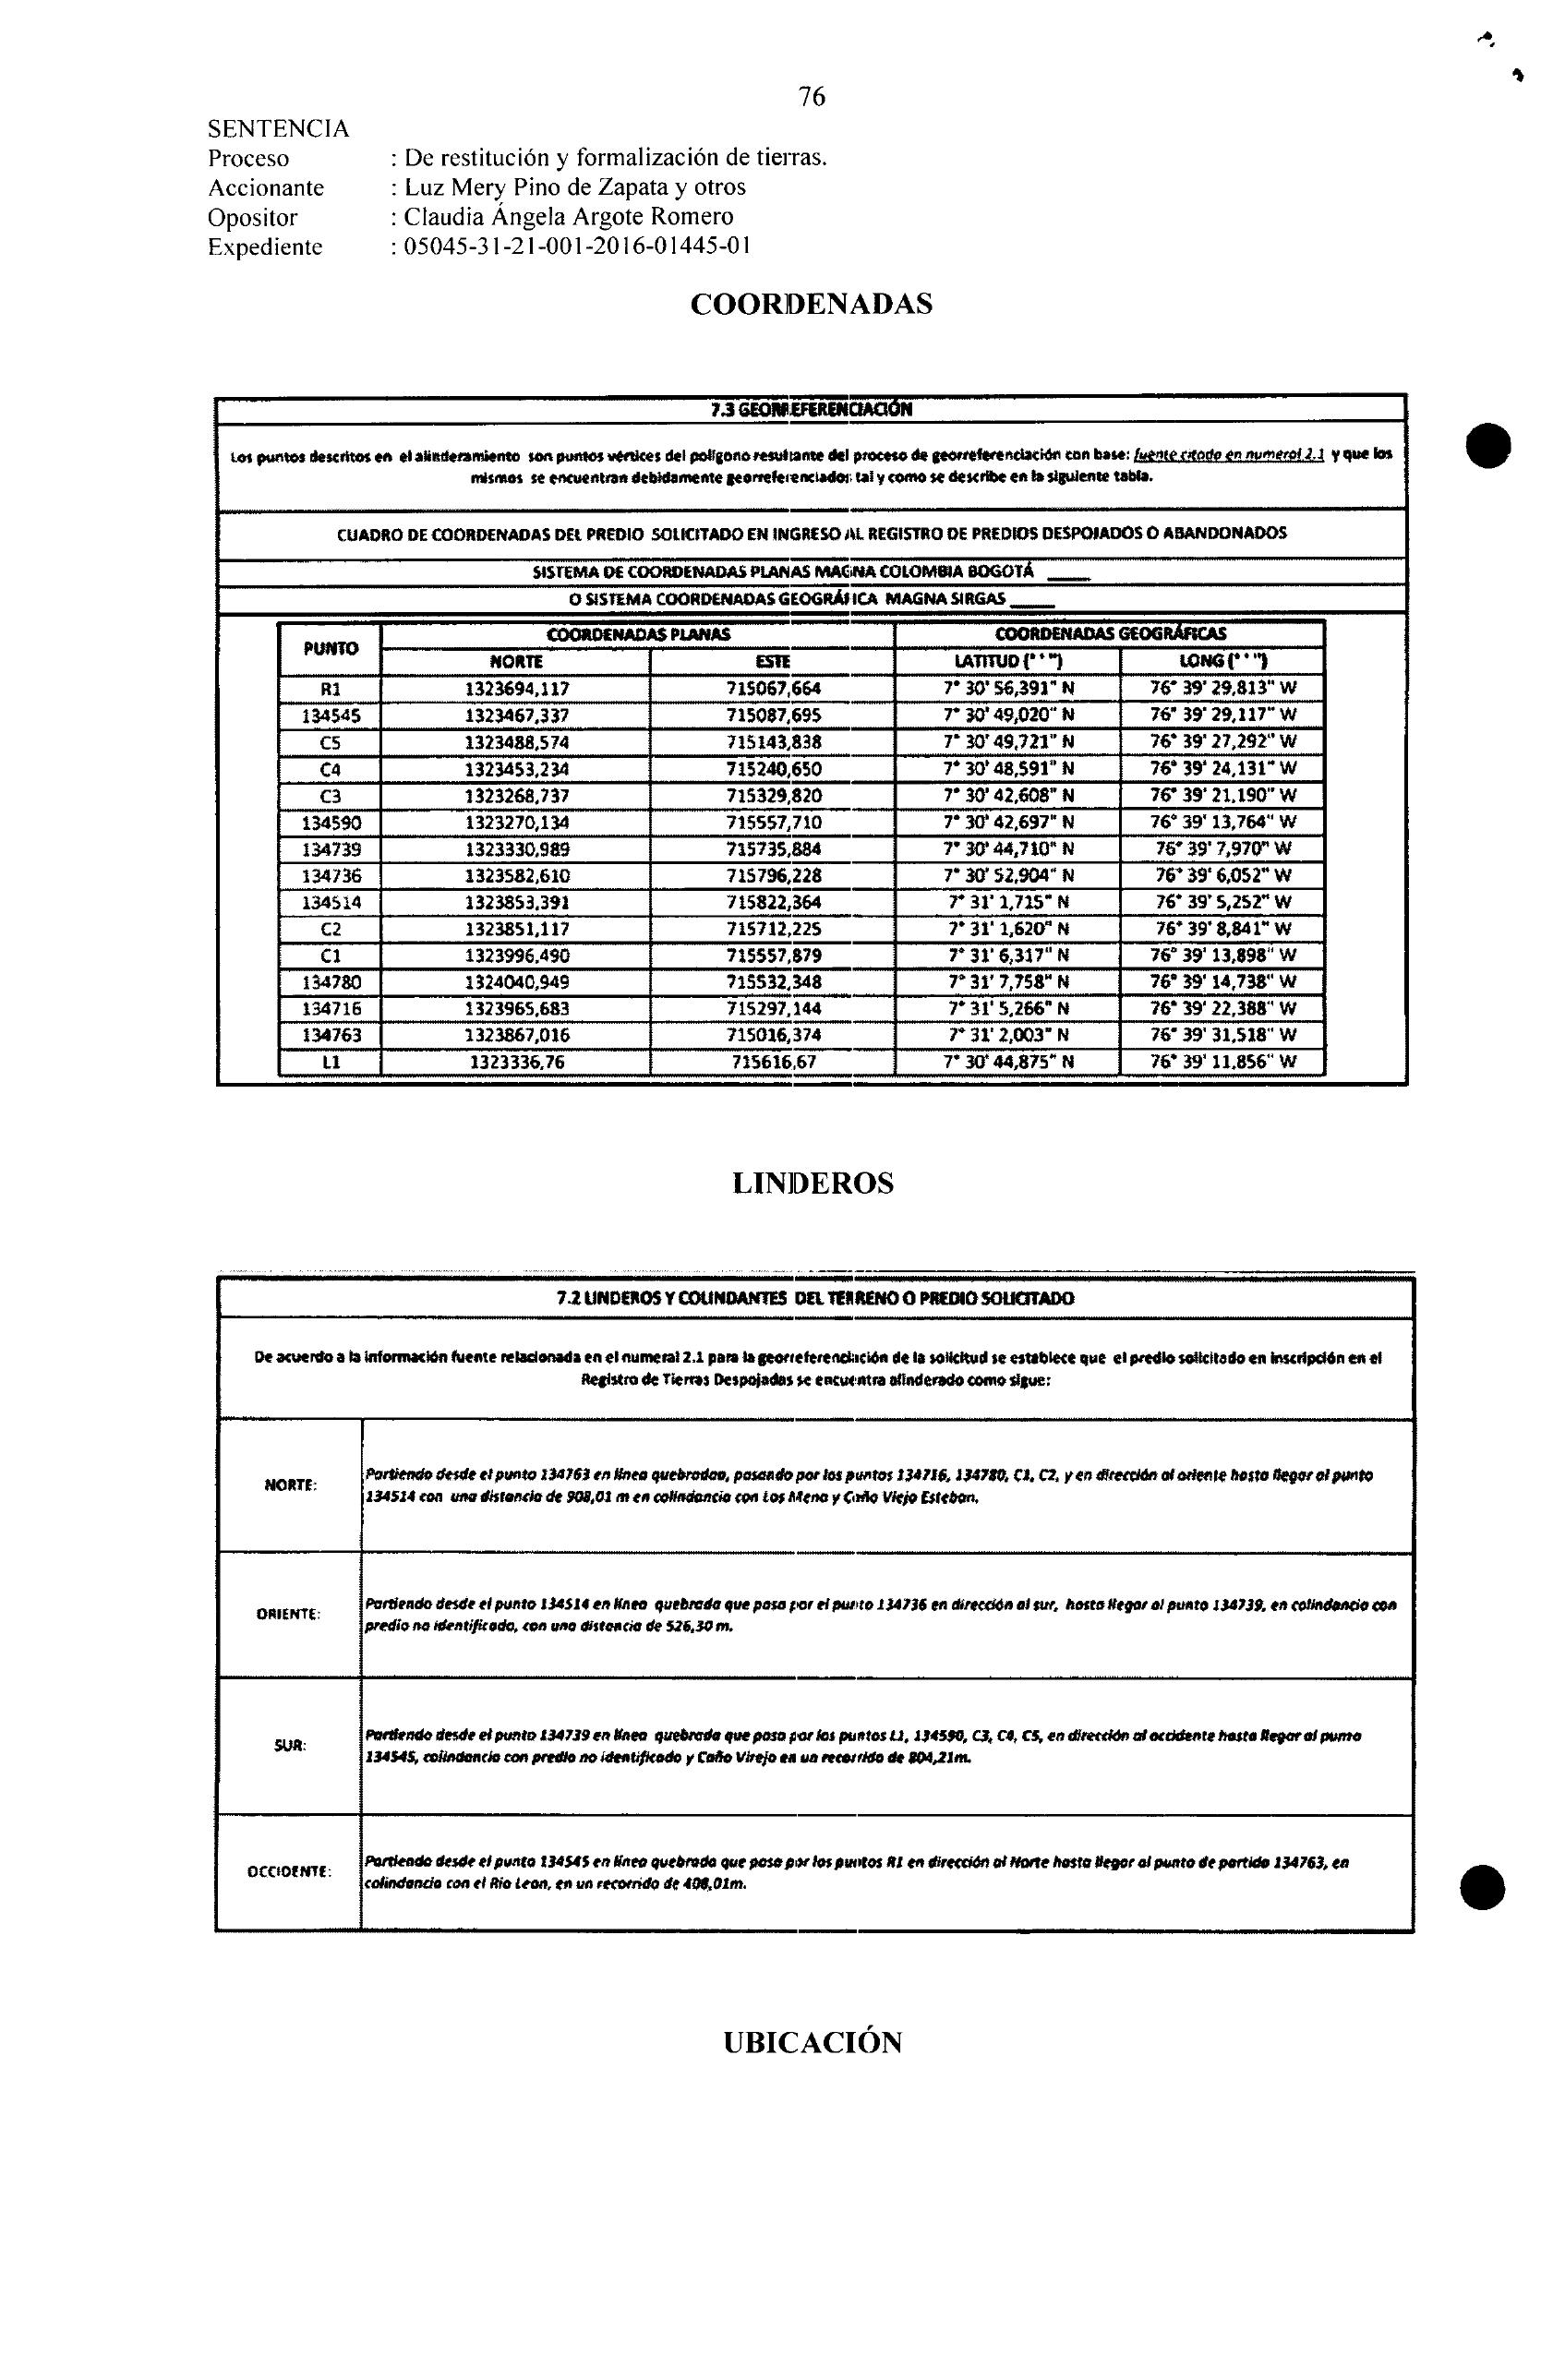 76
SENTENCIA
Proceso : De restitución y formalización de tierras.
Accionante : Luz Mery Pino de Zapata y otros
Opositor : Claudia Ángela Argote Romero
Expediente : 05045-31-21-001-2016-01445-01
COORDENADAS
7.3 GEORREFERENCIACIÓN
Los puntos descritos en el alinderamiento son puntos vértices del polígono resultante del proceso de georreferenciación con base: fuente citada en numeral 2.1 y que los
mismos se encuentran debidamente georreferenciados tal y como se describe en la siguiente tabla.
CUADRO DE COORDENADAS DEL PREDIO SOLICITADO EN INGRESO AL REGISTRO DE PREDIOS DESPOJADOS O ABANDONADOS
SISTEMA DE COORDENADAS PLANAS MAGNA COLOMBIA BOGOTÁ ____
O SISTEMA COORDENADAS GEOGRÁFICA MAGNA SIRGAS ____
PUNTO COORDENADAS PLANAS COORDENADAS GEOGRÁFICAS
NORTE ESTE LATITUD (° ' ") LONG (° ' ")
R1 1323694,117 715067,664 7° 30' 56,391" N 76° 39' 29,813" W
134545 1323467,337 715087,695 7° 30' 49,020" N 76° 39' 29,117" W
C5 1323488,574 715143,838 7° 30' 49,721" N 76° 39' 27,292" W
C4 1323453,234 715240,650 7° 30' 48,591" N 76° 39' 24,131" W
C3 1323268,737 715329,820 7° 30' 42,608" N 76° 39' 21,190" W
134590 1323270,134 715557,710 7° 30' 42,697" N 76° 39' 13,764" W
134739 1323330,989 715735,884 7° 30' 44,710" N 76° 39' 7,970" W
134736 1323582,610 715796,228 7° 30' 52,904" N 76° 39' 6,052" W
134514 1323853,391 715822,364 7° 31' 1,715" N 76° 39' 5,252" W
C2 1323851,117 715712,225 7° 31' 1,620" N 76° 39' 8,841" W
C1 1323996,490 715557,879 7° 31' 6,317" N 76° 39' 13,898" W
134780 1324040,949 715532,348 7° 31' 7,758" N 76° 39' 14,738" W
134716 1323965,683 715297,144 7° 31' 5,266" N 76° 39' 22,388" W
134763 1323867,016 715016,374 7° 31' 2,003" N 76° 39' 31,518" W
L1 1323336,76 715616,67 7° 30' 44,875" N 76° 39' 11,856" W
LINDEROS
7.2 LINDEROS Y COLINDANTES DEL TERRENO O PREDIO SOLICITADO
De acuerdo a la información fuente relacionada en el numeral 2.1 para la georreferenciación de la solicitud se establece que el predio solicitado en inscripción en el
Registro de Tierras Despojadas se encuentra alinderado como sigue:
NORTE: Partiendo desde el punto 134763 en línea quebradaa, pasando por los puntos 134716, 134780, C1, C2, y en dirección al oriente hasta llegar al punto
134514 con una distancia de 908,01 m en colindancia con Los Mena y Caño Viejo Esteban.
ORIENTE: Partiendo desde el punto 134514 en línea quebrada que pasa por el punto 134736 en dirección al sur, hasta llegar al punto 134739, en colindancia con
predio no identificado, con una distancia de 526,30 m.
SUR: Partiendo desde el punto 134739 en línea quebrada que pasa por los puntos L1, 134590, C3, C4, C5, en dirección al occidente hasta llegar al punto
134545, colindancia con predio no identificado y Caño Virejo en un recorrido de 804,21m.
OCCIDENTE: Partiendo desde el punto 134545 en línea quebrada que pasa por los puntos R1 en dirección al Norte hasta llegar al punto de partida 134763, en
colindancia con el Rio Leon, en un recorrido de 408,01m.
UBICACIÓN